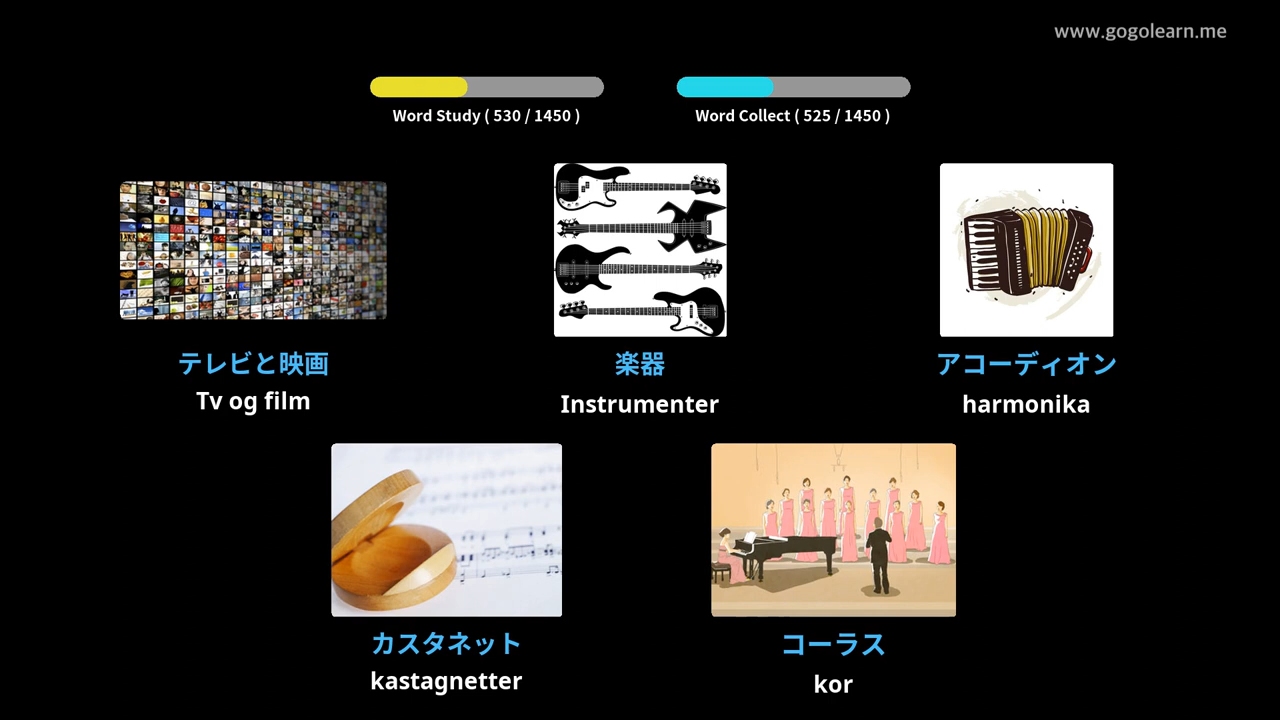 www.gogolearn.me
Word Study ( 530 / 1450 )
Word Collect ( 525 / 1450 )
テレビと映画
Tv og film
楽器
Instrumenter
アコーディオン
harmonika
カスタネット
kastagnetter
コーラス
kor